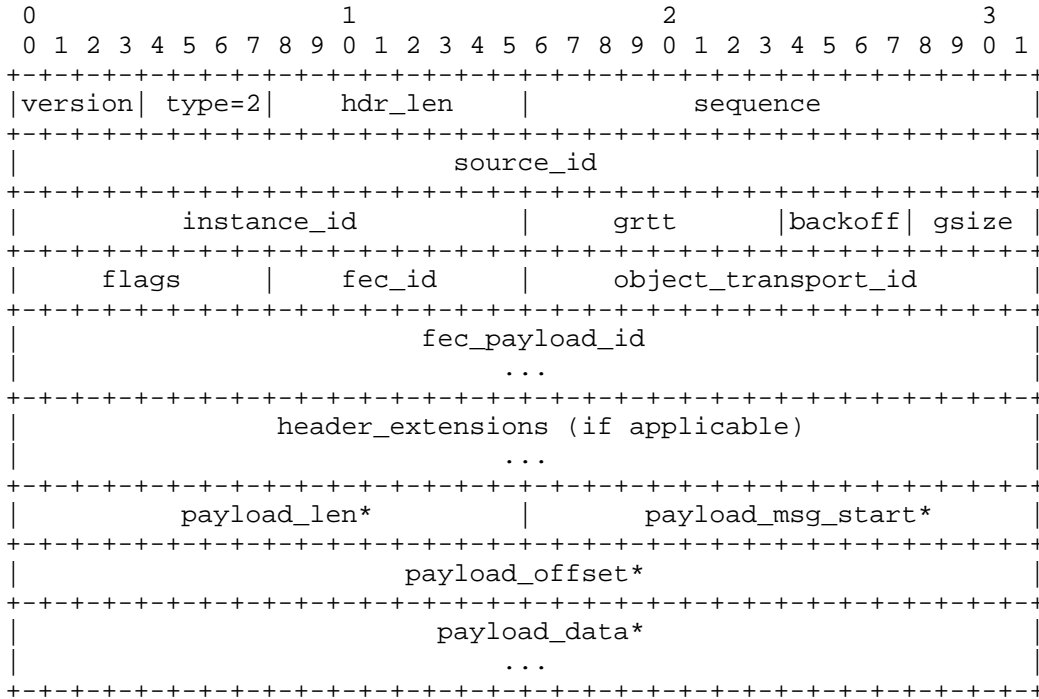 0                   1                   2                   3
 0 1 2 3 4 5 6 7 8 9 0 1 2 3 4 5 6 7 8 9 0 1 2 3 4 5 6 7 8 9 0 1
+-+-+-+-+-+-+-+-+-+-+-+-+-+-+-+-+-+-+-+-+-+-+-+-+-+-+-+-+-+-+-+-+
|version| type=2|    hdr_len    |          sequence             |
+-+-+-+-+-+-+-+-+-+-+-+-+-+-+-+-+-+-+-+-+-+-+-+-+-+-+-+-+-+-+-+-+
|                           source_id                           |
+-+-+-+-+-+-+-+-+-+-+-+-+-+-+-+-+-+-+-+-+-+-+-+-+-+-+-+-+-+-+-+-+
|          instance_id          |     grtt      |backoff| gsize |
+-+-+-+-+-+-+-+-+-+-+-+-+-+-+-+-+-+-+-+-+-+-+-+-+-+-+-+-+-+-+-+-+
|     flags     |    fec_id     |     object_transport_id       |
+-+-+-+-+-+-+-+-+-+-+-+-+-+-+-+-+-+-+-+-+-+-+-+-+-+-+-+-+-+-+-+-+
|                         fec_payload_id                        |
|                              ...                              |
+-+-+-+-+-+-+-+-+-+-+-+-+-+-+-+-+-+-+-+-+-+-+-+-+-+-+-+-+-+-+-+-+
|                header_extensions (if applicable)              |
|                              ...                              |
+-+-+-+-+-+-+-+-+-+-+-+-+-+-+-+-+-+-+-+-+-+-+-+-+-+-+-+-+-+-+-+-+
|          payload_len*         |       payload_msg_start*      |
+-+-+-+-+-+-+-+-+-+-+-+-+-+-+-+-+-+-+-+-+-+-+-+-+-+-+-+-+-+-+-+-+
|                        payload_offset*                        |
+-+-+-+-+-+-+-+-+-+-+-+-+-+-+-+-+-+-+-+-+-+-+-+-+-+-+-+-+-+-+-+-+
|                          payload_data*                        |
|                              ...                              |
+-+-+-+-+-+-+-+-+-+-+-+-+-+-+-+-+-+-+-+-+-+-+-+-+-+-+-+-+-+-+-+-+